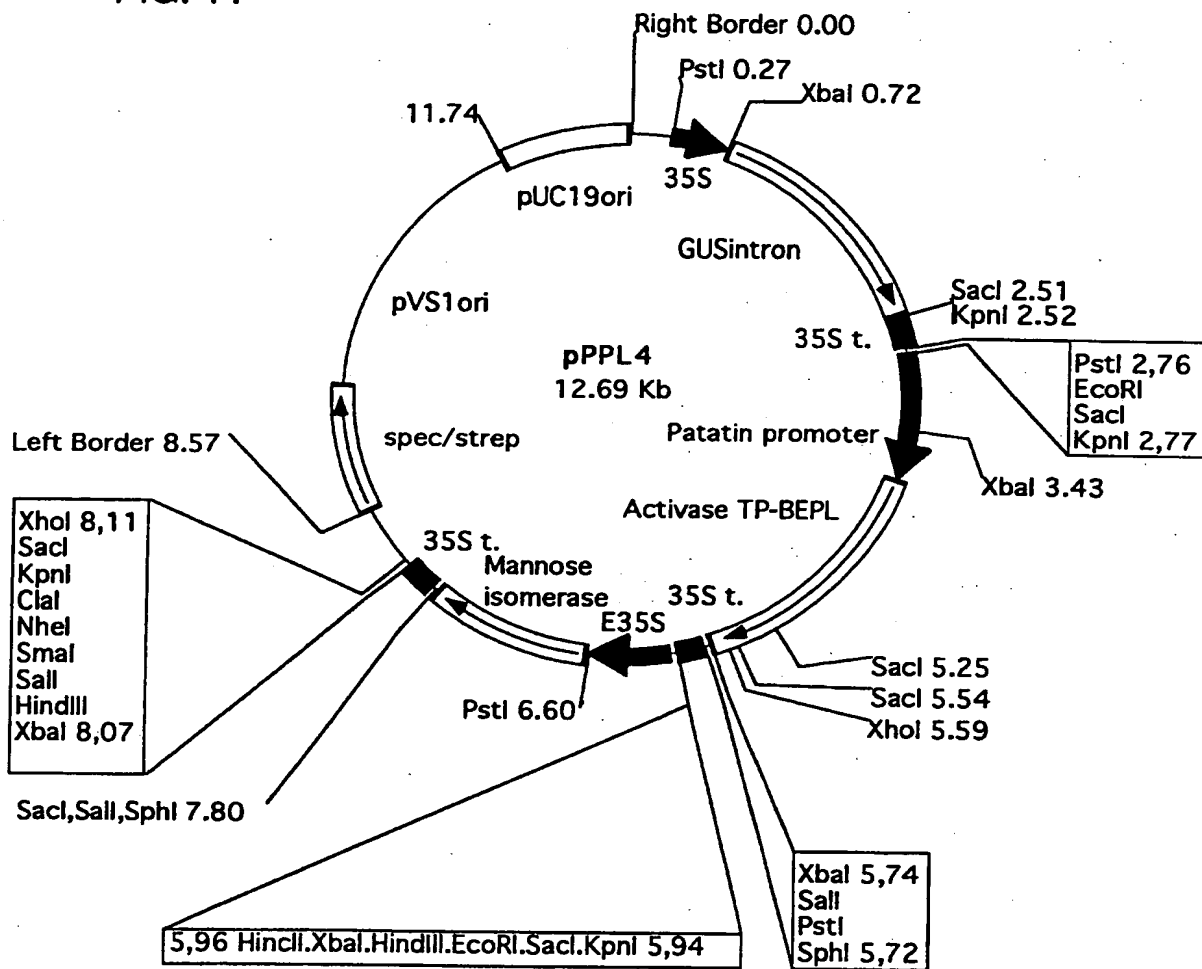 Right Border 0.00
PstI 0.27
XbaI 0.72
11.74
35S
pUC19ori
GUSintron
pVS1ori
SacI 2.51
KpnI 2.52
35S t.
pPPL4
12.69 Kb
PstI 2,76
EcoRI
SacI
KpnI 2,77
Patatin promoter
XbaI 3.43
spec/strep
Left Border 8.57
Activase TP-BEPL
XhoI 8,11
SacI
KpnI
ClaI
NheI
SmaI
SalI
HindIII
XbaI 8,07
35S t.
Mannose
isomerase
35S t.
E35S
SacI 5.25
SacI 5.54
XhoI 5.59
PstI 6.60
SacI,SalI,SphI 7.80
XbaI 5,74
SalI
PstI
SphI 5,72
5,96 HincII.XbaI.HindIII.EcoRI.SacI.KpnI 5,94